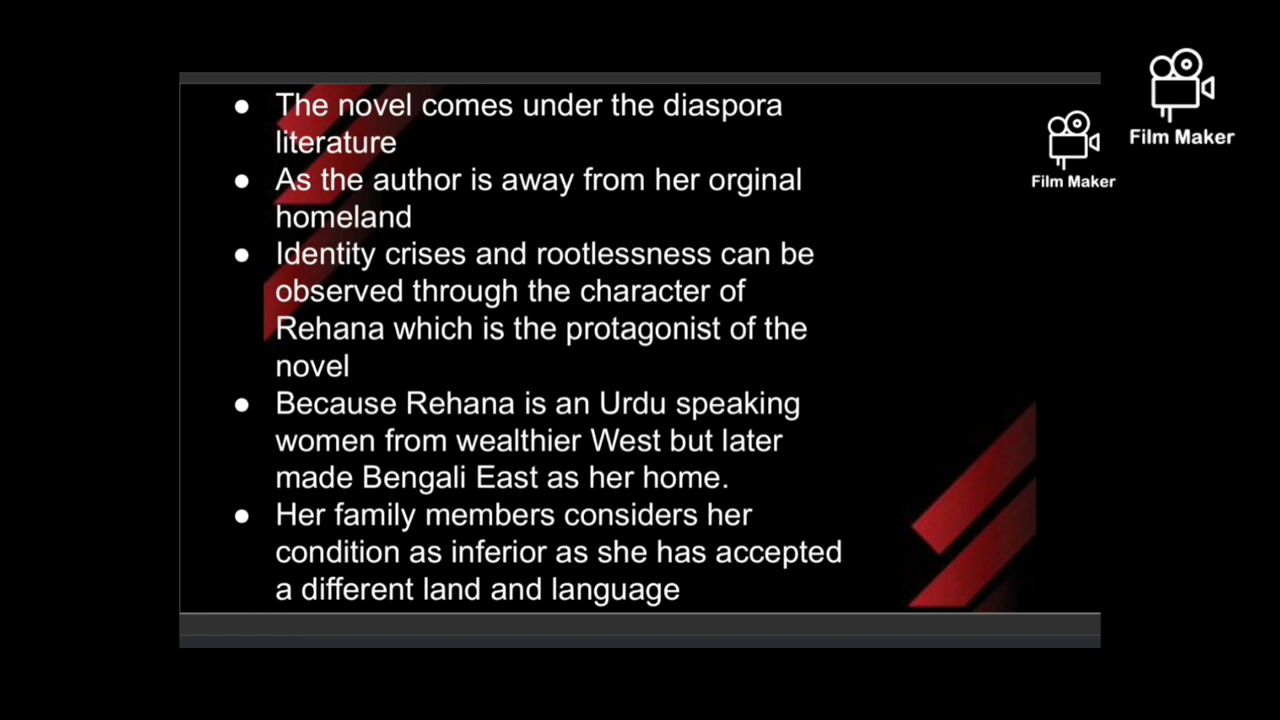 ● The novel comes under the diaspora
literature
● As the author is away from her orginal
homeland
● Identity crises and rootlessness can be
observed through the character of
Rehana which is the protagonist of the
novel
● Because Rehana is an Urdu speaking
women from wealthier West but later
made Bengali East as her home.
● Her family members considers her
condition as inferior as she has accepted
a different land and language
Film Maker
Film Maker